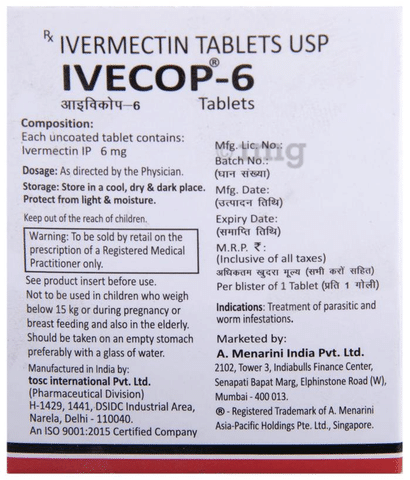 Rx IVERMECTIN TABLETS USP
IVECOP®-6
आइविकोप–6 Tablets
Composition:
Each uncoated tablet contains:
Ivermectin IP 6 mg
Dosage: As directed by the Physician.
Storage: Store in a cool, dry & dark place.
Protect from light & moisture.
Keep out of the reach of children.
Warning: To be sold by retail on the
prescription of a Registered Medical
Practitioner only.
See product insert before use.
Not to be used in children who weigh
below 15 kg or during pregnancy or
breast feeding and also in the elderly.
Should be taken on an empty stomach
preferably with a glass of water.
Manufactured in India by:
tosc international Pvt. Ltd.
(Pharmaceutical Division)
H-1429, 1441, DSIDC Industrial Area,
Narela, Delhi - 110040.
An ISO 9001:2015 Certified Company
Mfg. Lic. No.:
Batch No.:
(घान संख्या)
Mfg. Date:
(उत्पादन तिथि)
Expiry Date:
(समाप्ति तिथि)
M.R.P. ₹:
(Inclusive of all taxes)
अधिकतम खुदरा मूल्य (सभी करों सहित)
Per blister of 1 Tablet (प्रति 1 गोली)
Indications: Treatment of parasitic and
worm infestations.
Marketed by:
A. Menarini India Pvt. Ltd.
2102, Tower 3, Indiabulls Finance Center,
Senapati Bapat Marg, Elphinstone Road (W),
Mumbai - 400 013.
® - Registered Trademark of A. Menarini
Asia-Pacific Holdings Pte. Ltd., Singapore.